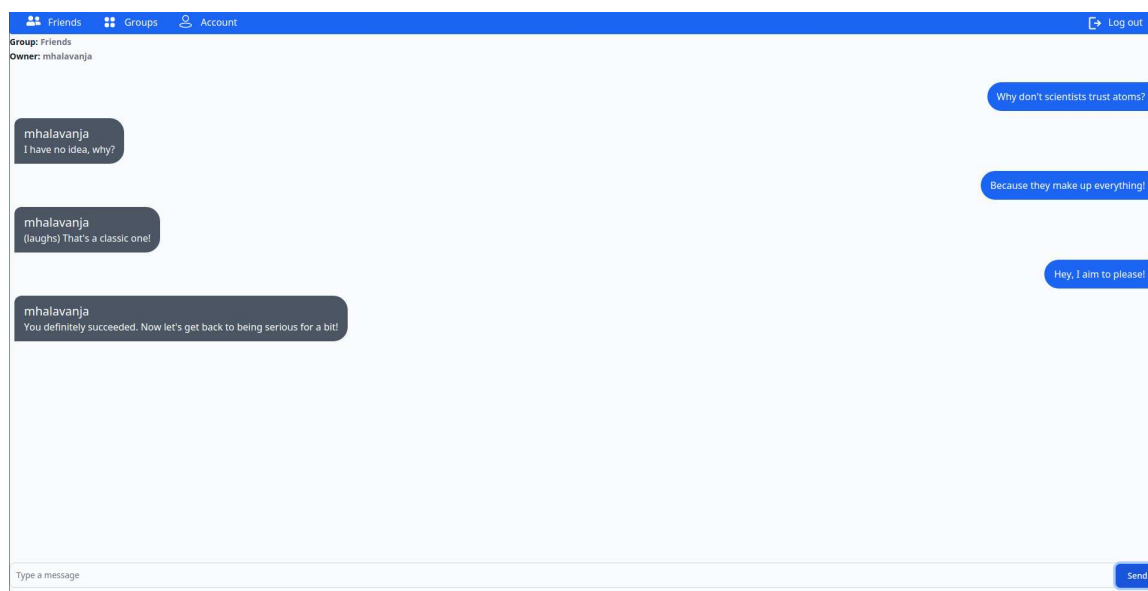 Friends Groups Account Log out
Group: Friends
Owner: mhalavanja
Why don't scientists trust atoms?
mhalavanja
I have no idea, why?
Because they make up everything!
mhalavanja
(laughs) That's a classic one!
Hey, I aim to please!
mhalavanja
You definitely succeeded. Now let's get back to being serious for a bit!
Type a message Send